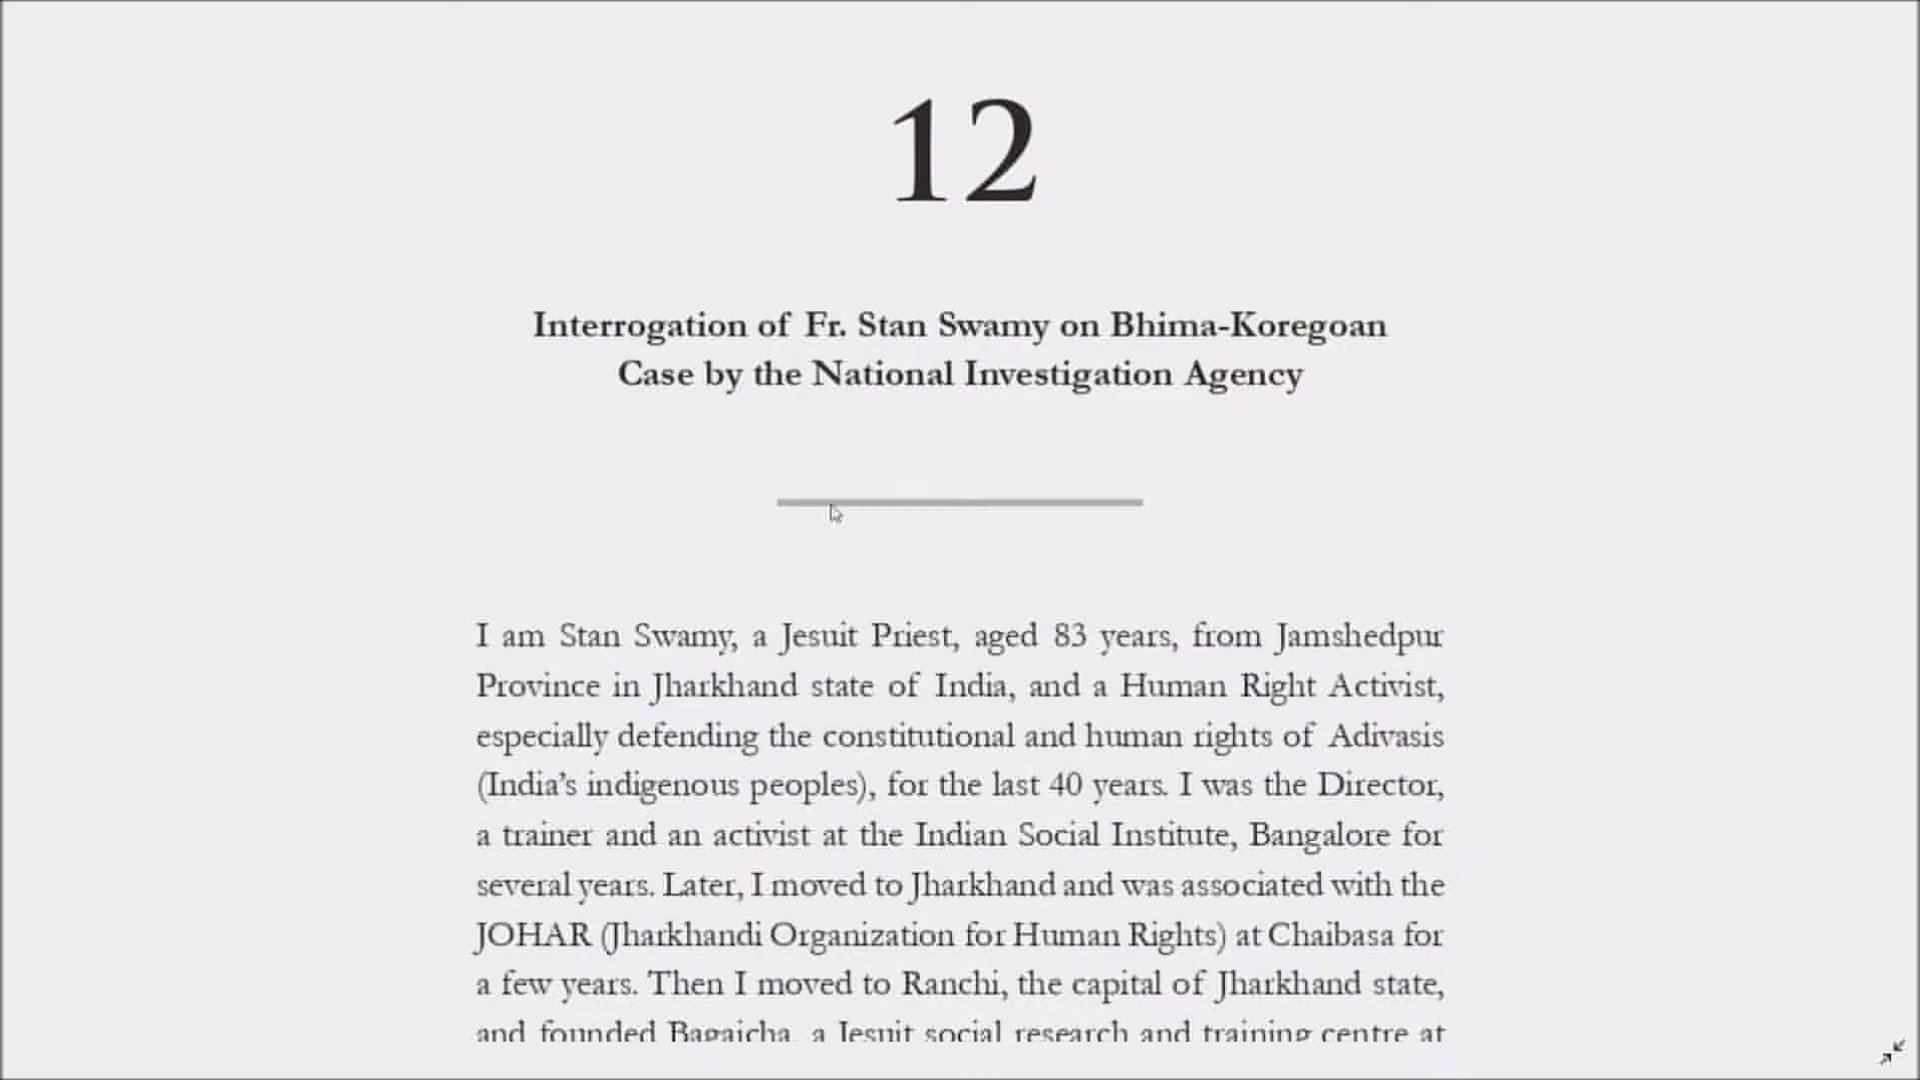 12
Interrogation of Fr. Stan Swamy on Bhima-Koregoan
Case by the National Investigation Agency
I am Stan Swamy, a Jesuit Priest, aged 83 years, from Jamshedpur
Province in Jharkhand state of India, and a Human Right Activist,
especially defending the constitutional and human rights of Adivasis
(India’s indigenous peoples), for the last 40 years. I was the Director,
a trainer and an activist at the Indian Social Institute, Bangalore for
several years. Later, I moved to Jharkhand and was associated with the
JOHAR (Jharkhandi Organization for Human Rights) at Chaibasa for
a few years. Then I moved to Ranchi, the capital of Jharkhand state,
and founded Bagaicha, a Jesuit social research and training centre at